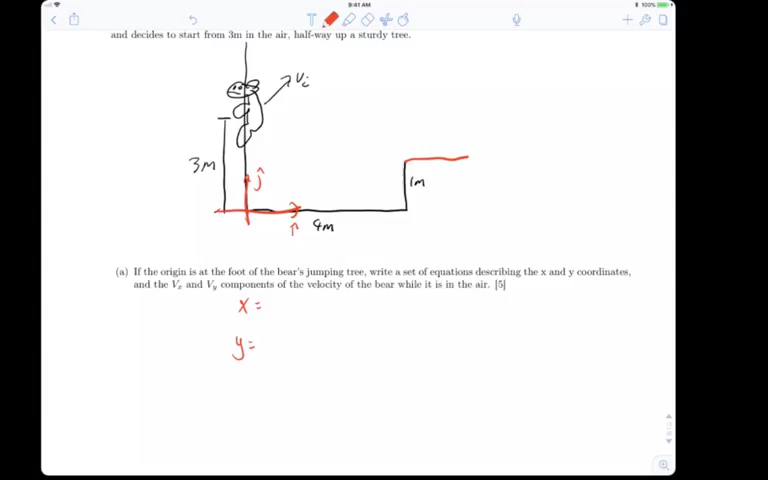 9:41 AM
100%
and decides to start from 3m in the air, half-way up a sturdy tree.
Vi
3M
ĵ
1M
î
4M
(a) If the origin is at the foot of the bear's jumping tree, write a set of equations describing the x and y coordinates,
and the Vx and Vy components of the velocity of the bear while it is in the air. [5]
x =
y =